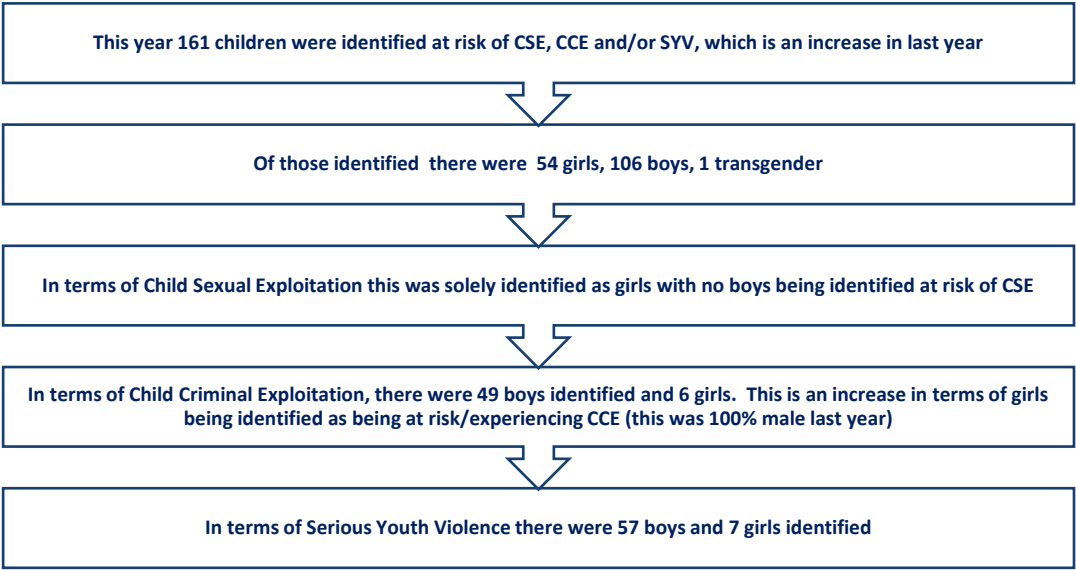 This year 161 children were identified at risk of CSE, CCE and/or SYV, which is an increase in last year
Of those identified there were 54 girls, 106 boys, 1 transgender
In terms of Child Sexual Exploitation this was solely identified as girls with no boys being identified at risk of CSE
In terms of Child Criminal Exploitation, there were 49 boys identified and 6 girls. This is an increase in terms of girls
being identified as being at risk/experiencing CCE (this was 100% male last year)
In terms of Serious Youth Violence there were 57 boys and 7 girls identified